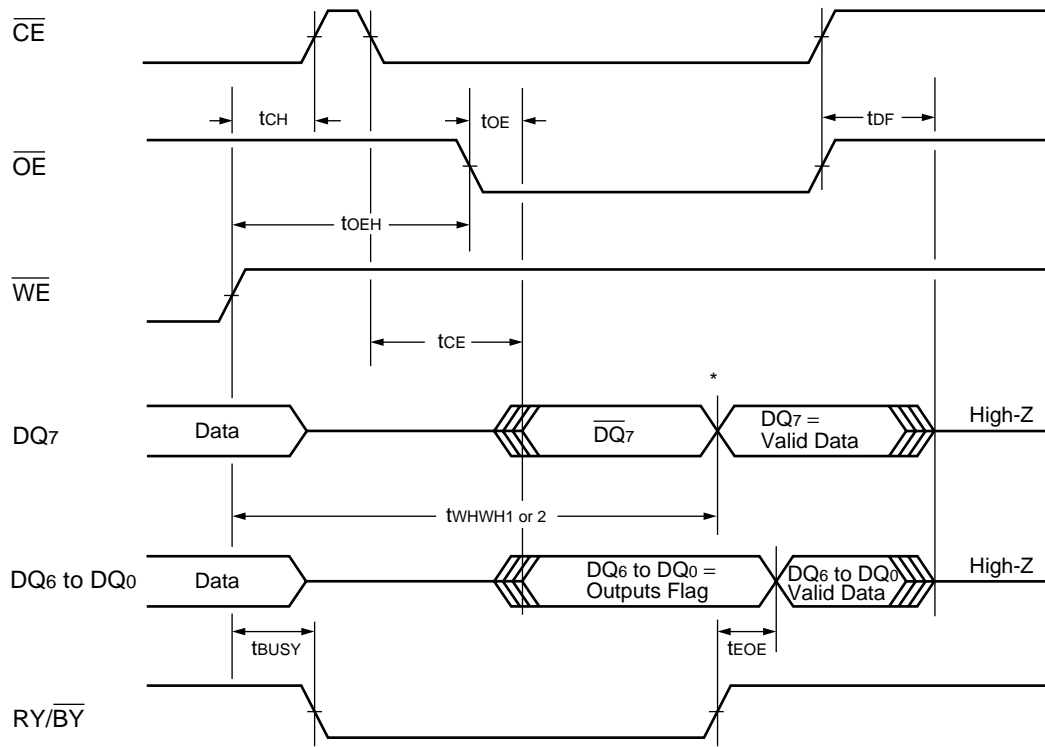 CE
tCH
tOE
tDF
OE
tOEH
WE
tCE
*
DQ7
Data
DQ7
DQ7 =
Valid Data
High-Z
tWHWH1 or 2
DQ6 to DQ0
Data
DQ6 to DQ0 =
Outputs Flag
DQ6 to DQ0
Valid Data
High-Z
tBUSY
tEOE
RY/BY